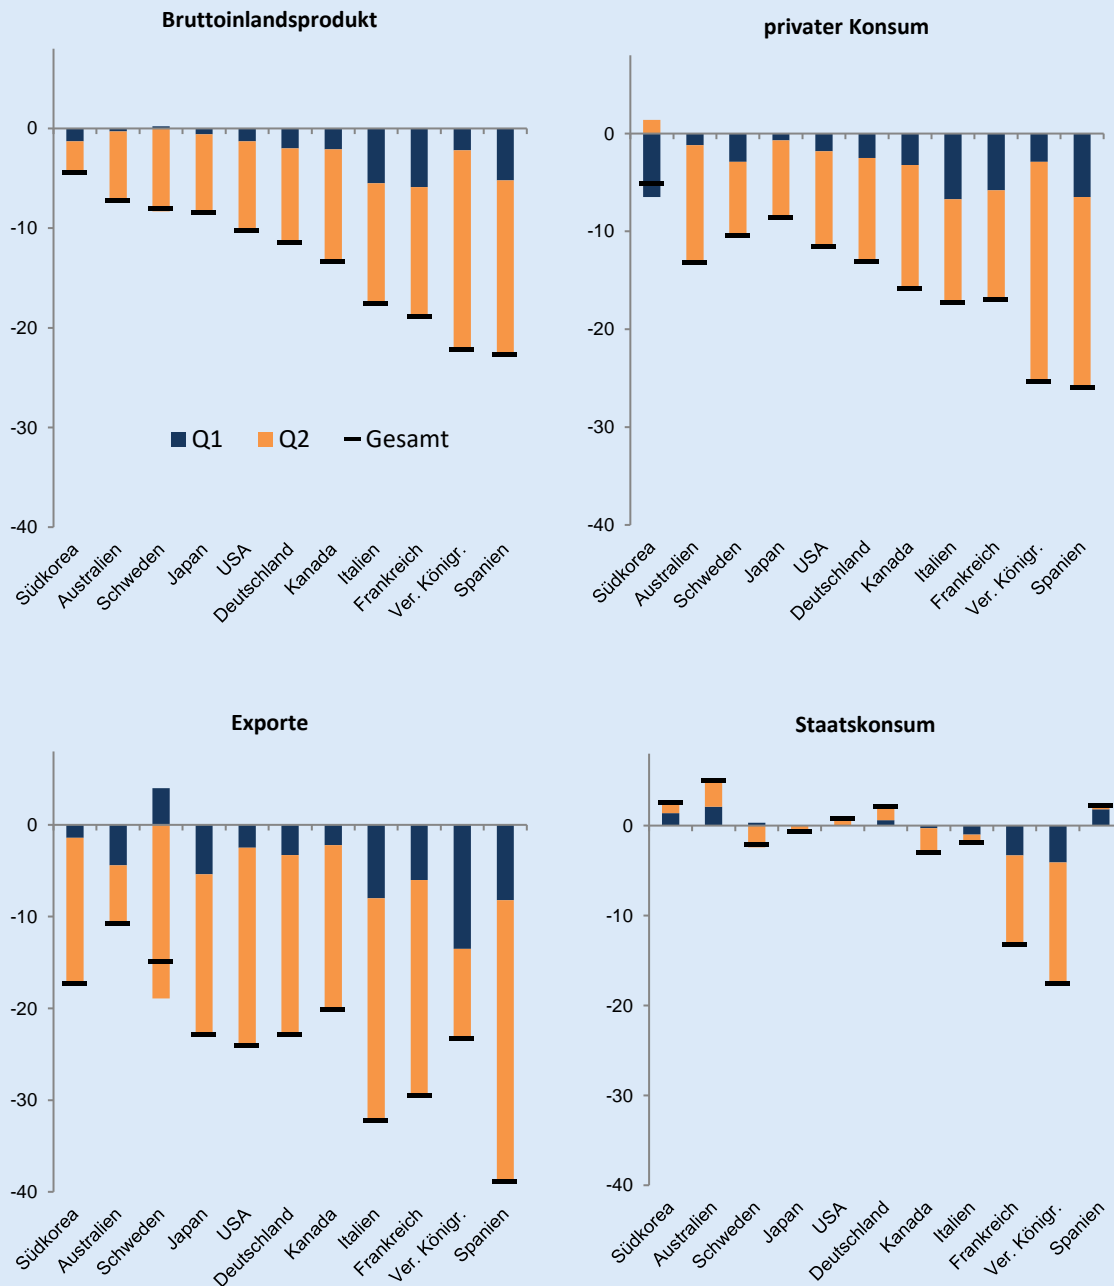 Bruttoinlandsprodukt
0
-10
-20
-30
-40
Q1 Q2 Gesamt
Südkorea
Australien
Schweden
Japan
USA
Deutschland
Kanada
Italien
Frankreich
Ver. Königr.
Spanien
privater Konsum
0
-10
-20
-30
-40
Südkorea
Australien
Schweden
Japan
USA
Deutschland
Kanada
Italien
Frankreich
Ver. Königr.
Spanien
Exporte
0
-10
-20
-30
-40
Südkorea
Australien
Schweden
Japan
USA
Deutschland
Kanada
Italien
Frankreich
Ver. Königr.
Spanien
Staatskonsum
0
-10
-20
-30
-40
Südkorea
Australien
Schweden
Japan
USA
Deutschland
Kanada
Italien
Frankreich
Ver. Königr.
Spanien